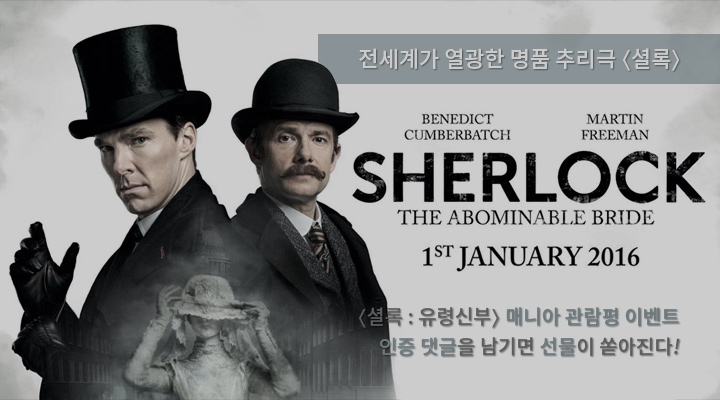 전세계가 열광한 명품 추리극 〈셜록〉
BENEDICT CUMBERBATCH
MARTIN FREEMAN
SHERLOCK
THE ABOMINABLE BRIDE
1ST JANUARY 2016
〈셜록 : 유령신부〉 매니아 관람평 이벤트
인증 댓글을 남기면 선물이 쏟아진다!